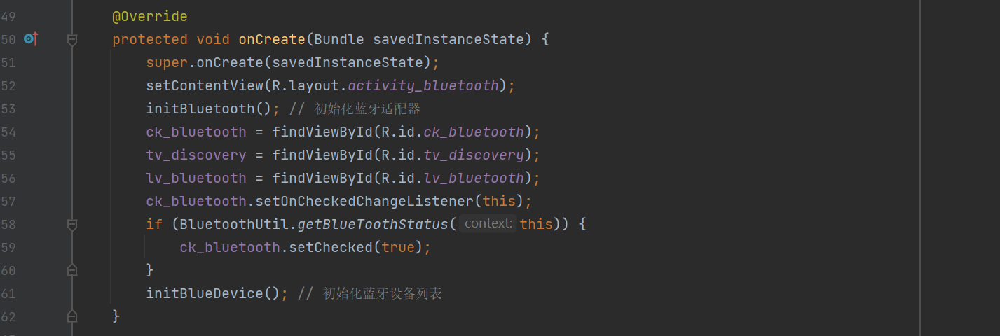 49 @Override
50 protected void onCreate(Bundle savedInstanceState) {
51 super.onCreate(savedInstanceState);
52 setContentView(R.layout.activity_bluetooth);
53 initBluetooth(); // 初始化蓝牙适配器
54 ck_bluetooth = findViewById(R.id.ck_bluetooth);
55 tv_discovery = findViewById(R.id.tv_discovery);
56 lv_bluetooth = findViewById(R.id.lv_bluetooth);
57 ck_bluetooth.setOnCheckedChangeListener(this);
58 if (BluetoothUtil.getBlueToothStatus( context: this)) {
59 ck_bluetooth.setChecked(true);
60 }
61 initBlueDevice(); // 初始化蓝牙设备列表
62 }